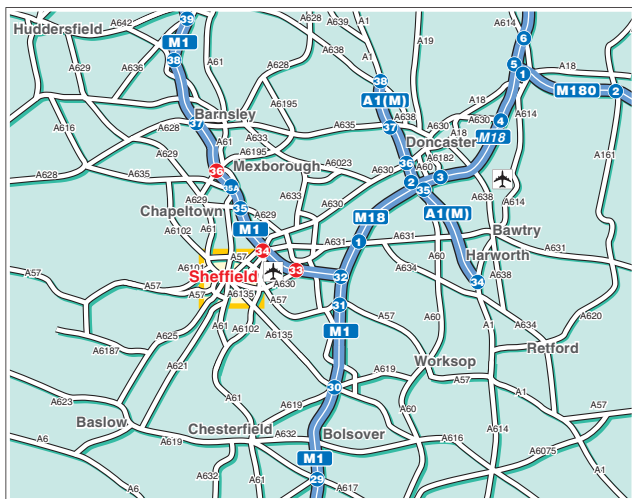 39
A642
A628
A639
A1
A614
Huddersfield
M1
A61
A638
A19
6
38
A629
A636
A628
A638
A1
5
1
A18
38
M180
2
A6195
A1(M)
A18
A616
Barnsley
37
A628
A638
A630
4
A614
A633
A635
37
A630
A18
M18
A61
A6195
Doncaster
A161
A629
Mexborough
A6023
36
A6182
A628
36
A630
A60
3
A635
35A
A633
2
35
A629
A638
Chapeltown
35
A629
M18
A1(M)
A614
A6102
A61
M1
A631
1
A631
Bawtry
34
A57
A60
A631
A57
A6101
33
A634
Harworth
Sheffield
32
A638
A57
A630
34
A57
A6135
A57
31
A620
A61
A6102
A60
A1
A634
A625
A6135
M1
A6187
Retford
A621
Worksop
A619
A57
30
A623
A61
A619
A60
A1
A57
Baslow
Chesterfield
A6
A619
A632
Bolsover
A616
A614
A6075
M1
A632
A61
29
A617
A6
A1